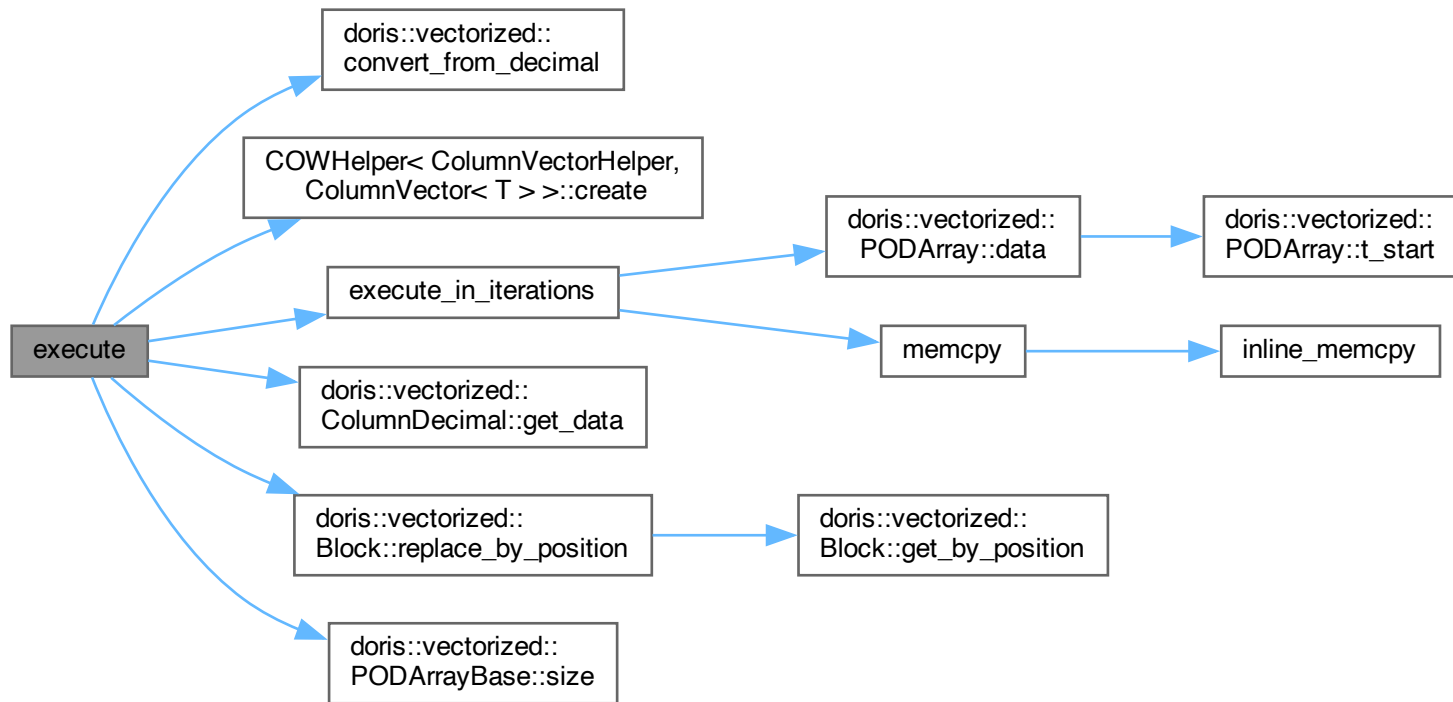 doris::vectorized::
convert_from_decimal
COWHelper< ColumnVectorHelper,
ColumnVector< T > >::create
execute_in_iterations
doris::vectorized::
PODArray::data
doris::vectorized::
PODArray::t_start
execute
memcpy
inline_memcpy
doris::vectorized::
ColumnDecimal::get_data
doris::vectorized::
Block::replace_by_position
doris::vectorized::
Block::get_by_position
doris::vectorized::
PODArrayBase::size